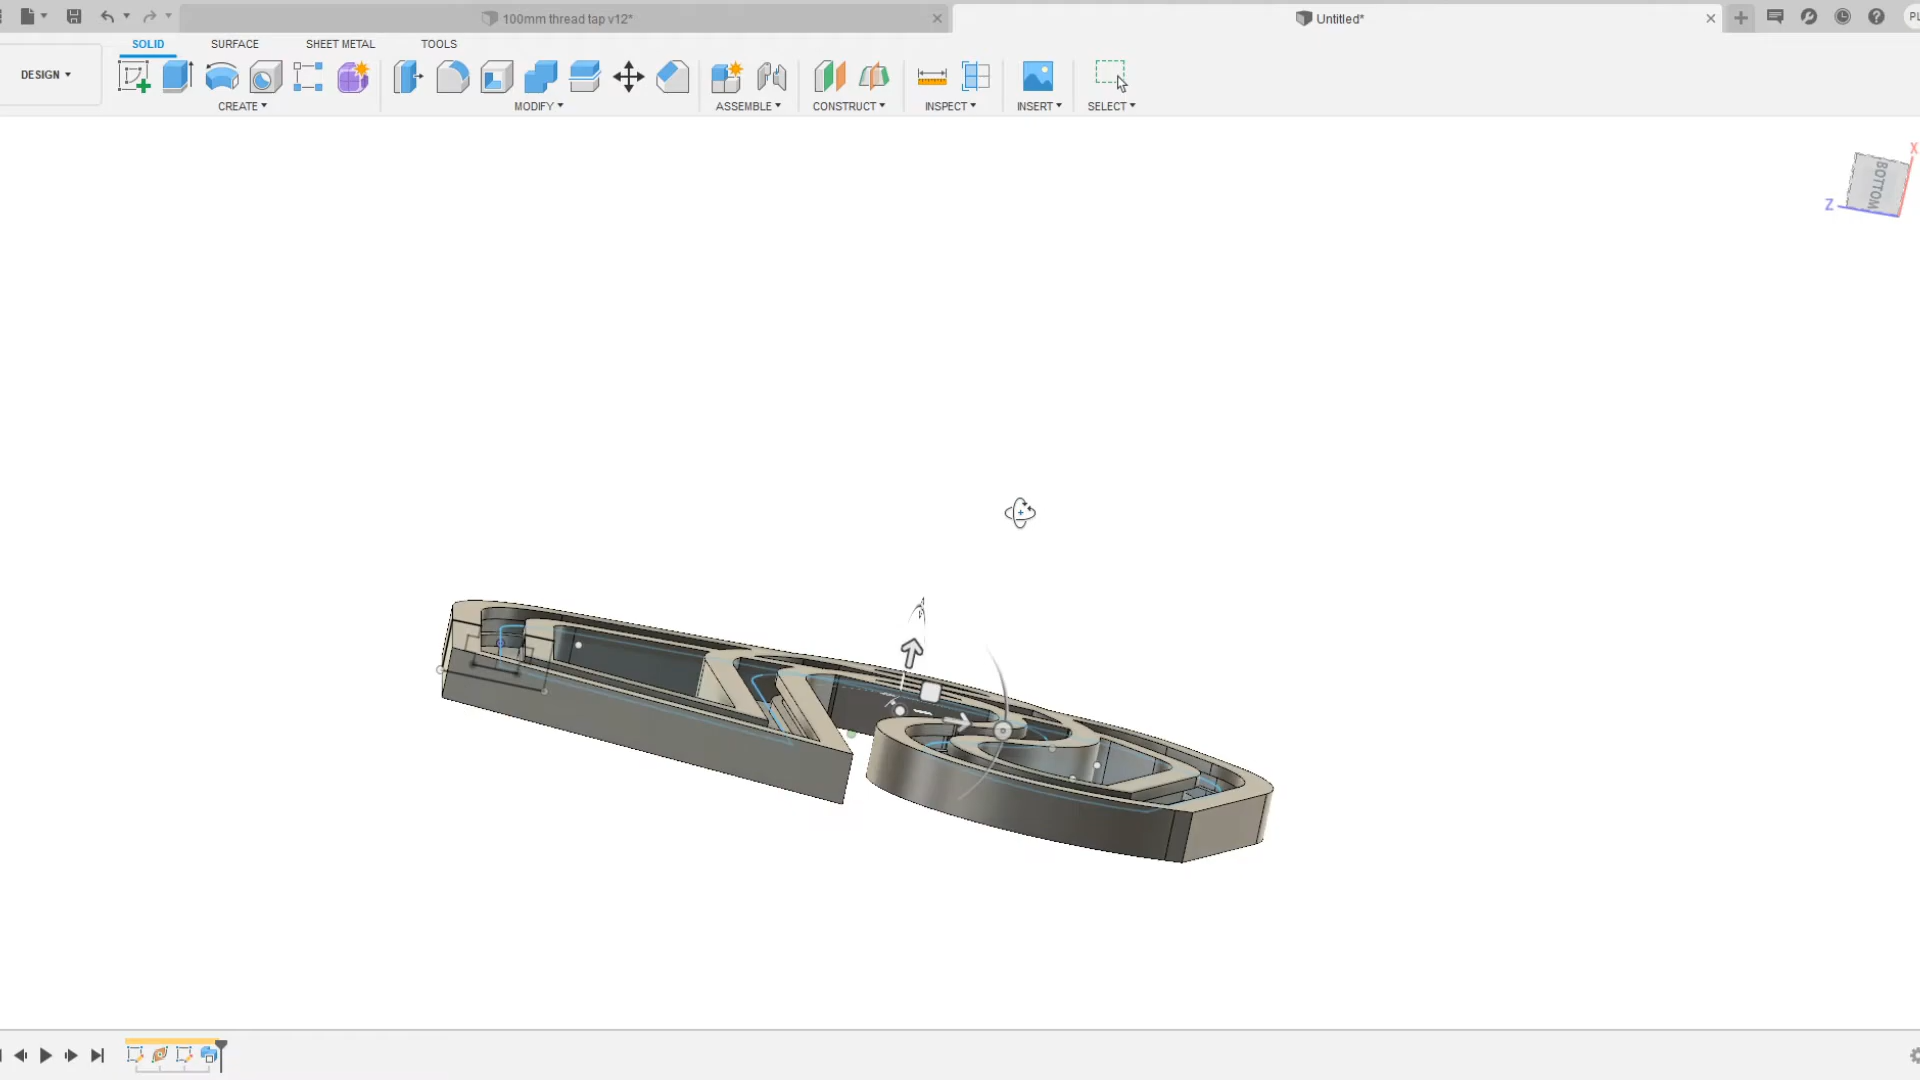 100mm thread tap v12*
Untitled*
SOLID
SURFACE
SHEET METAL
TOOLS
DESIGN
CREATE
MODIFY
ASSEMBLE
CONSTRUCT
INSPECT
INSERT
SELECT
X
BOTTOM
Z